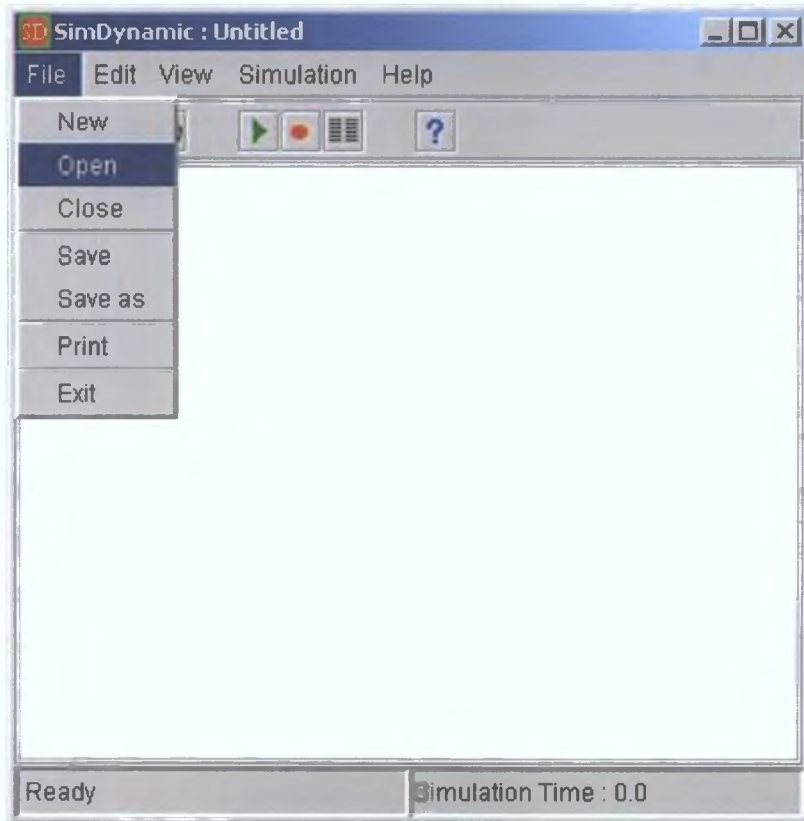 SD SimDynamic : Untitled
File Edit View Simulation Help
New
?
Open
Close
Save
Save as
Print
Exit
Ready
Simulation Time : 0.0